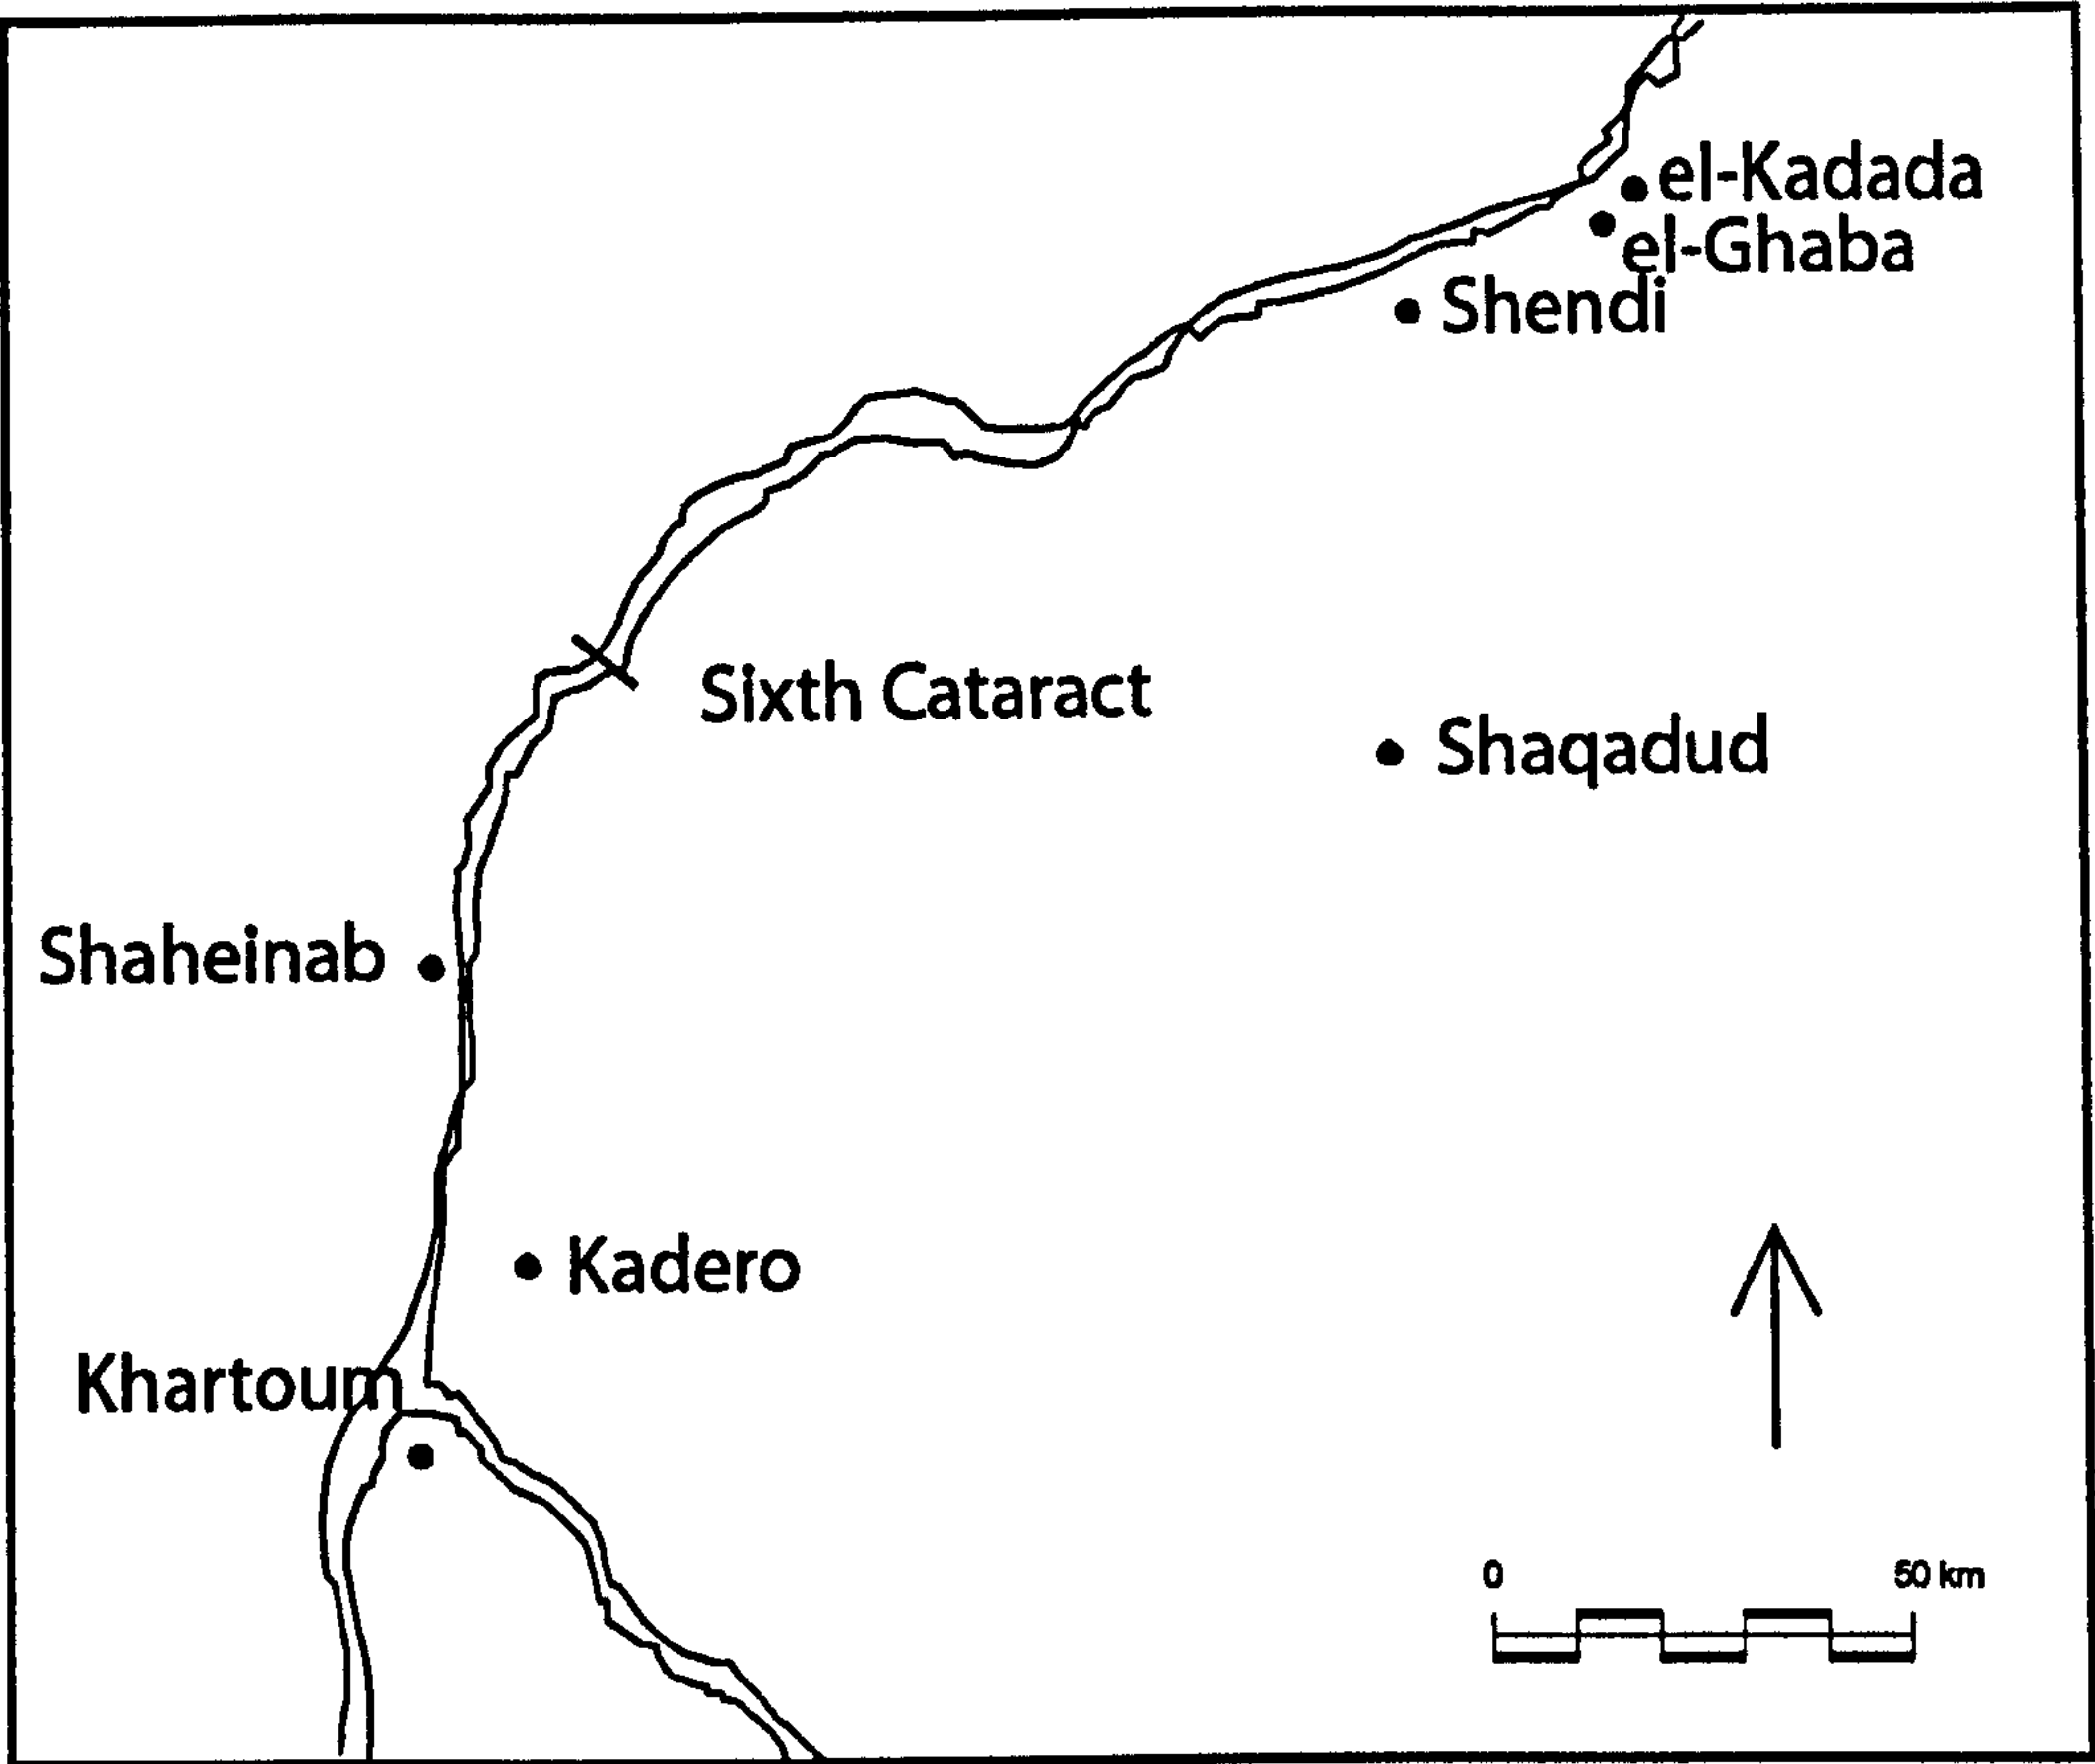 el-Kadada
el-Ghaba
Shendi
Sixth Cataract
Shaqadud
Shaheinab
Kadero
Khartoum
0 50 km